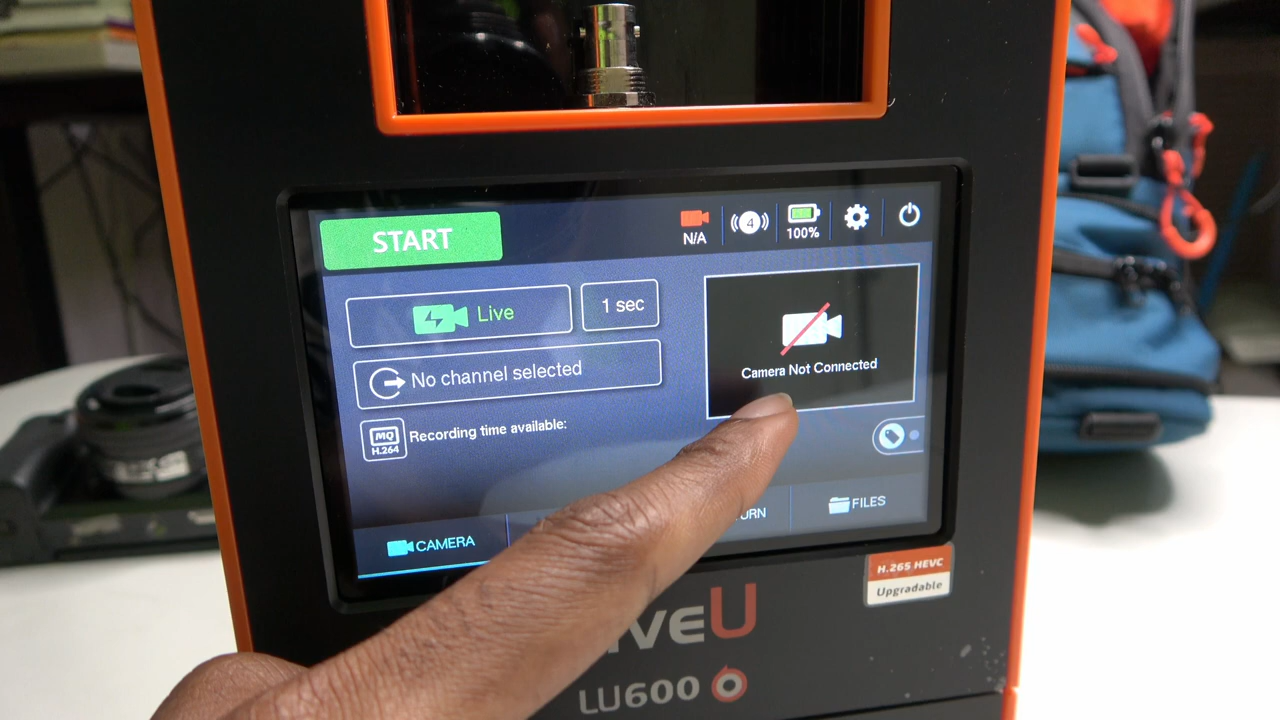 START
N/A
4
100%
Live
1 sec
No channel selected
Camera Not Connected
MQ
H.264
Recording time available:
CAMERA
URN
FILES
H.265 HEVC
Upgradable
IVEU
LU600